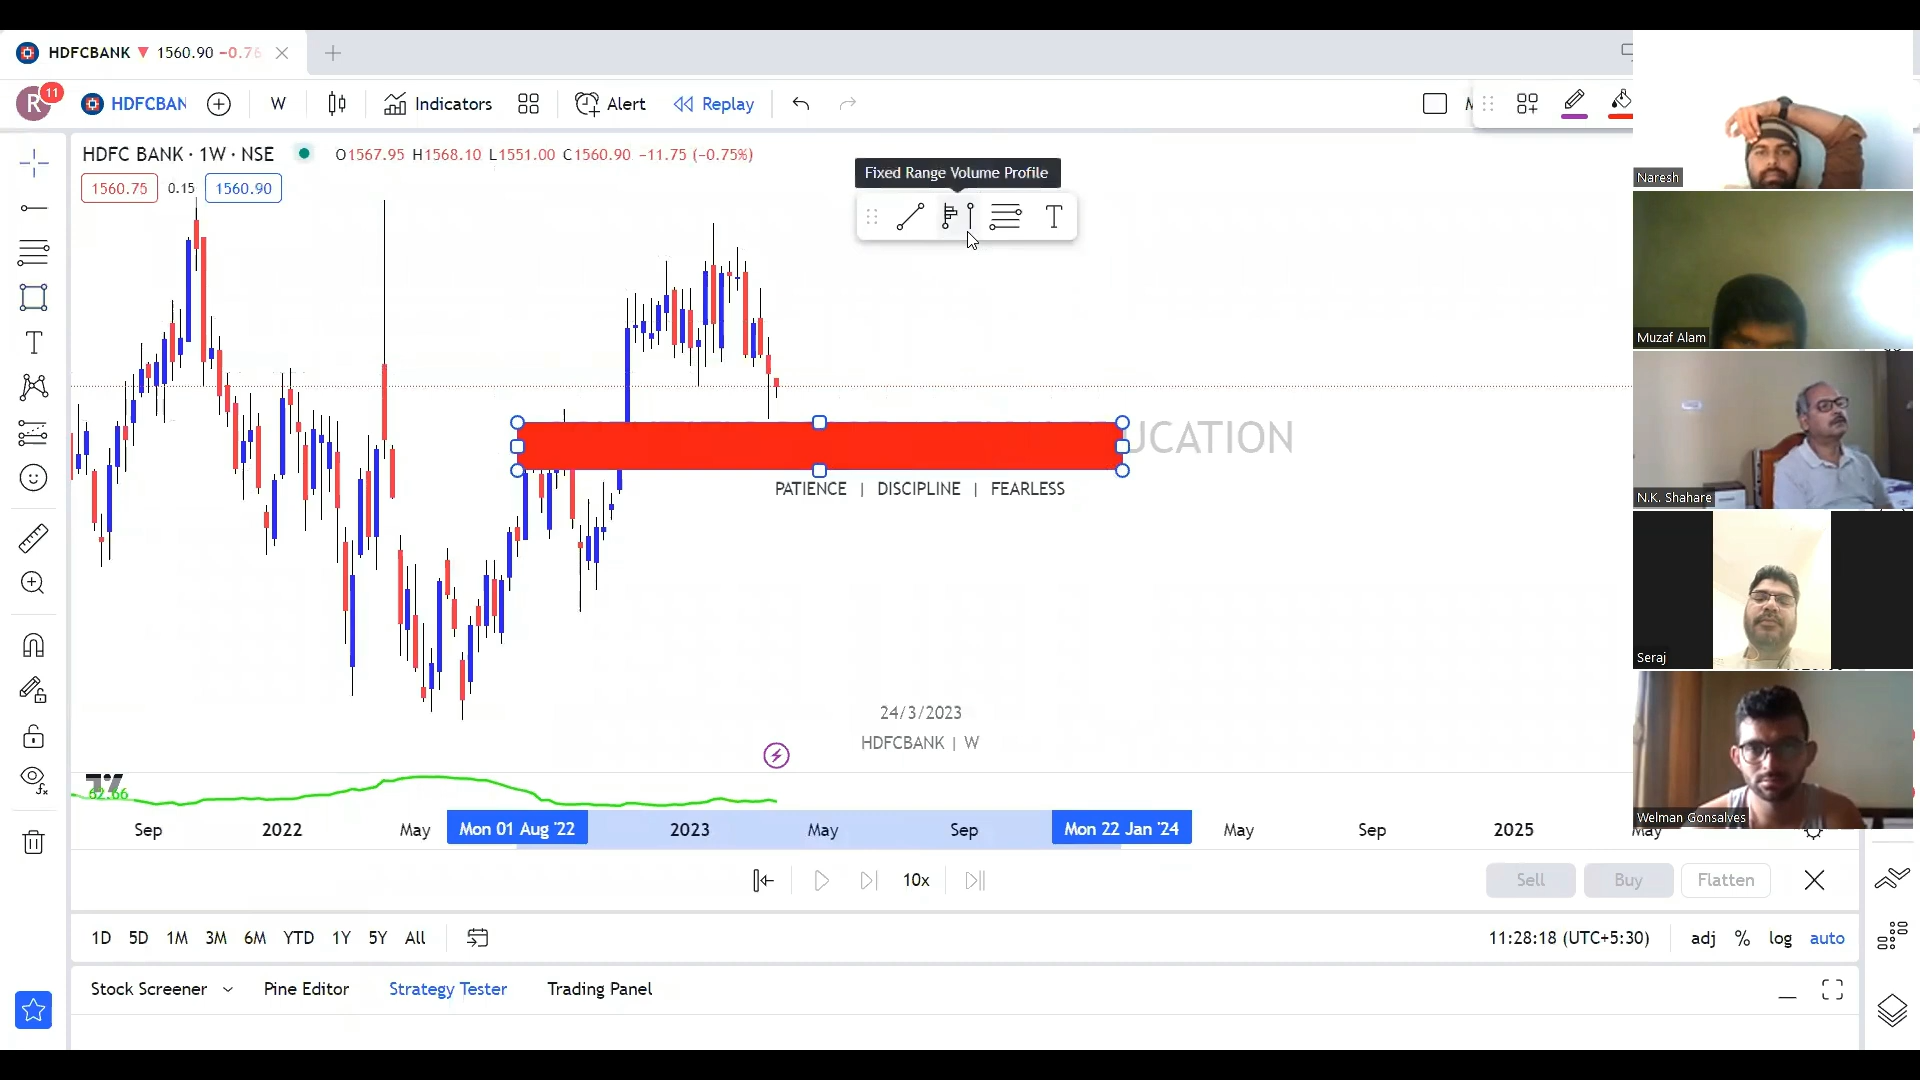 HDFCBANK 1560.90 −0.76
R 11 HDFCBAN W Indicators Alert Replay
HDFC BANK · 1W · NSE O1567.95 H1568.10 L1551.00 C1560.90 −11.75 (−0.75%)
1560.75 0.15 1560.90
Fixed Range Volume Profile
T
UCATION
PATIENCE | DISCIPLINE | FEARLESS
24/3/2023
HDFCBANK | W
62.66
Sep 2022 May Mon 01 Aug '22 2023 May Sep Mon 22 Jan '24 May Sep 2025 May
10x Sell Buy Flatten
1D 5D 1M 3M 6M YTD 1Y 5Y All 11:28:18 (UTC+5:30) adj % log auto
Stock Screener Pine Editor Strategy Tester Trading Panel
Naresh
Muzaf Alam
N.K. Shahare
Seraj
Welman Gonsalves